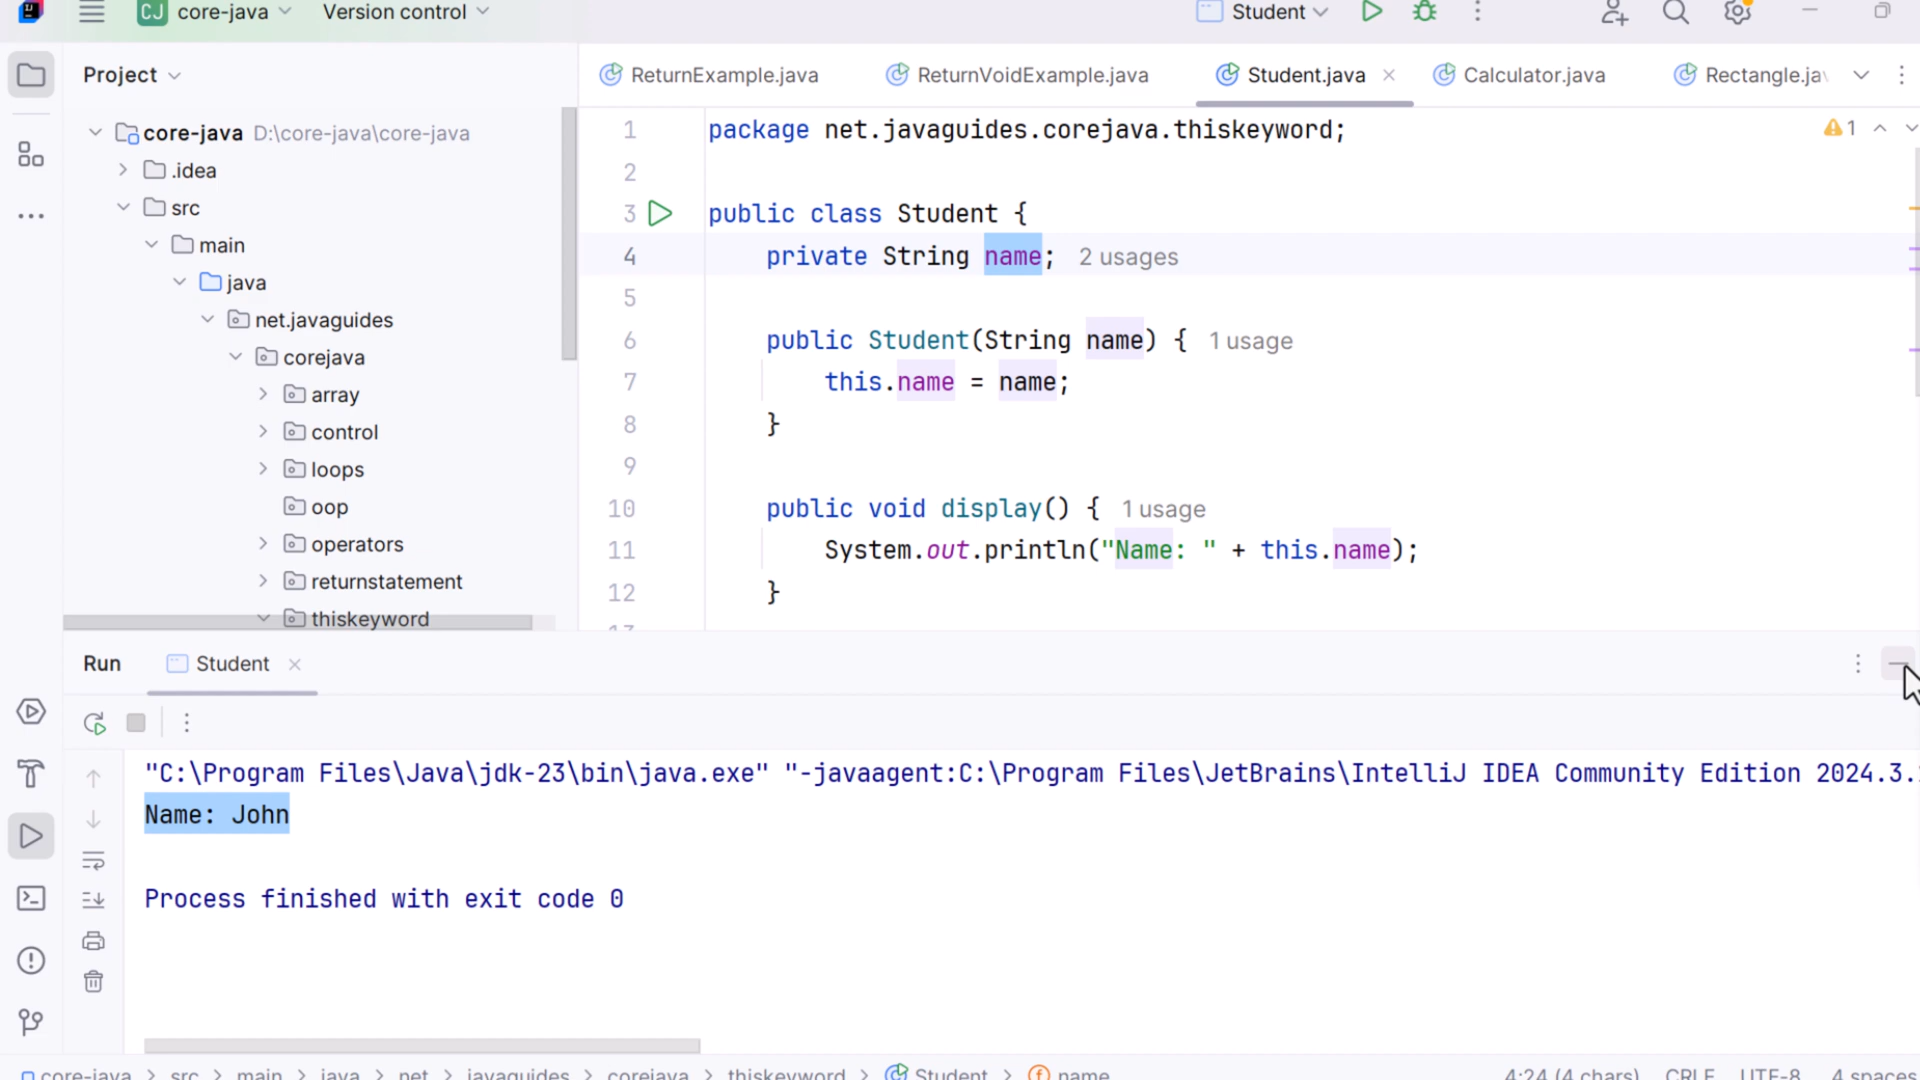 CJ core-java Version control Student
Project
ReturnExample.java ReturnVoidExample.java Student.java Calculator.java Rectangle.ja
core-java D:\core-java\core-java
.idea
src
main
java
net.javaguides
corejava
array
control
loops
oop
operators
returnstatement
thiskeyword
1 package net.javaguides.corejava.thiskeyword;
1
2
3 public class Student {
4 private String name; 2 usages
5
6 public Student(String name) { 1 usage
7 this.name = name;
8 }
9
10 public void display() { 1 usage
11 System.out.println("Name: " + this.name);
12 }
13
Run Student
"C:\Program Files\Java\jdk-23\bin\java.exe" "-javaagent:C:\Program Files\JetBrains\IntelliJ IDEA Community Edition 2024.3.
Name: John
Process finished with exit code 0
core-java > src > main > java > net > javaguides > corejava > thiskeyword > Student > name 4:24 (4 chars) CRLF UTF-8 4 spaces